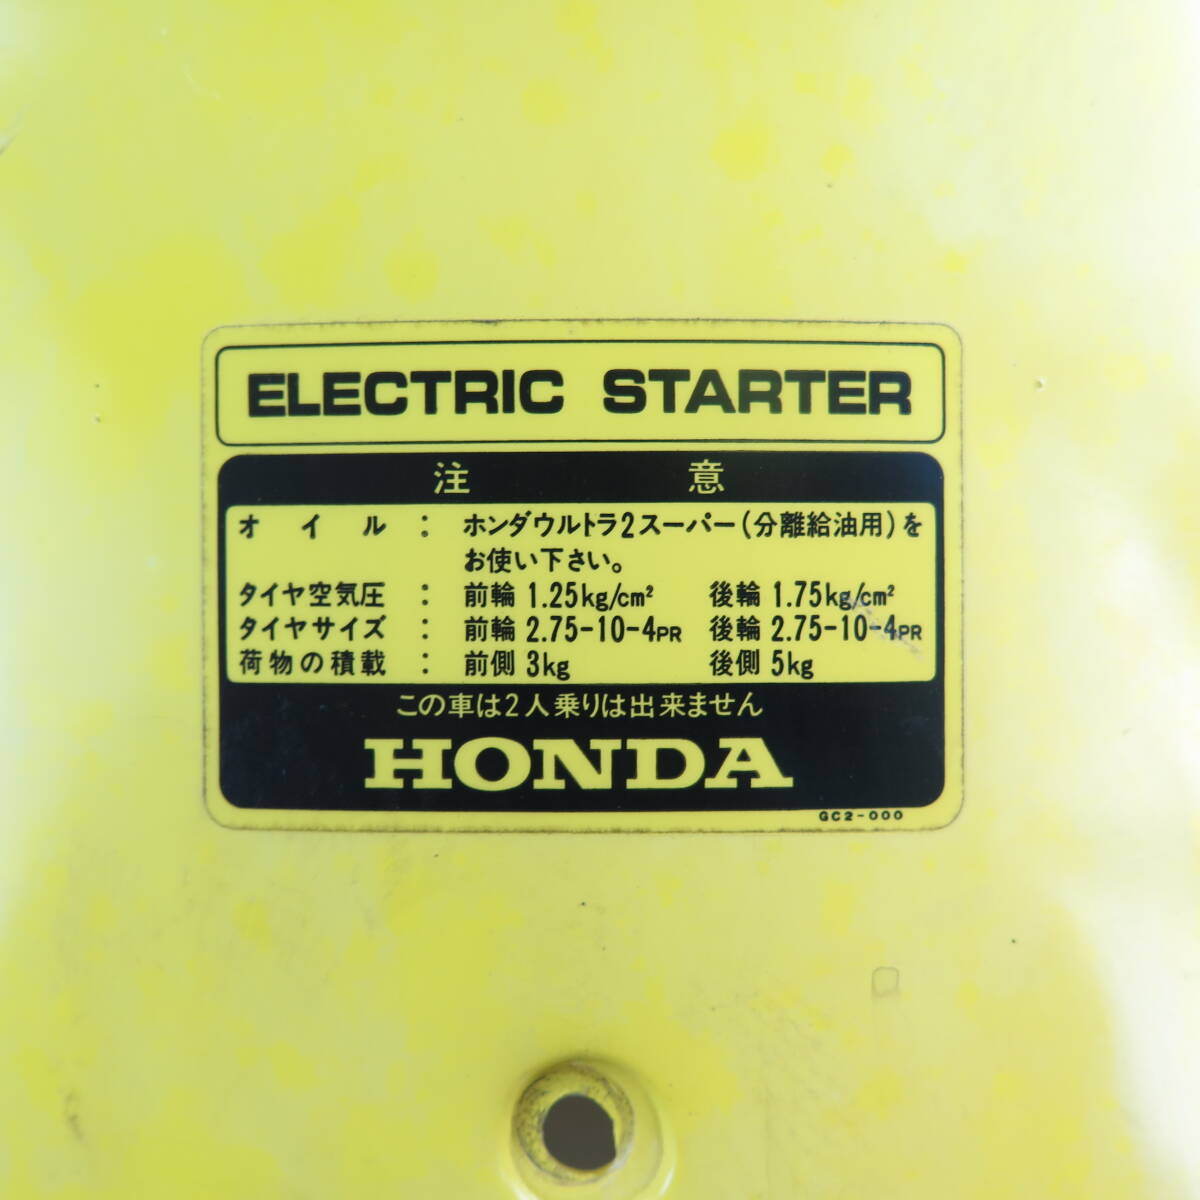 ELECTRIC STARTER
注 意
オイル : ホンダウルトラ2スーパー(分離給油用)を
お使い下さい。
タイヤ空気圧 : 前輪 1.25kg/cm² 後輪 1.75kg/cm²
タイヤサイズ : 前輪 2.75-10-4PR 後輪 2.75-10-4PR
荷物の積載 : 前側 3kg 後側 5kg
この車は2人乗りは出来ません
HONDA
GC2-000